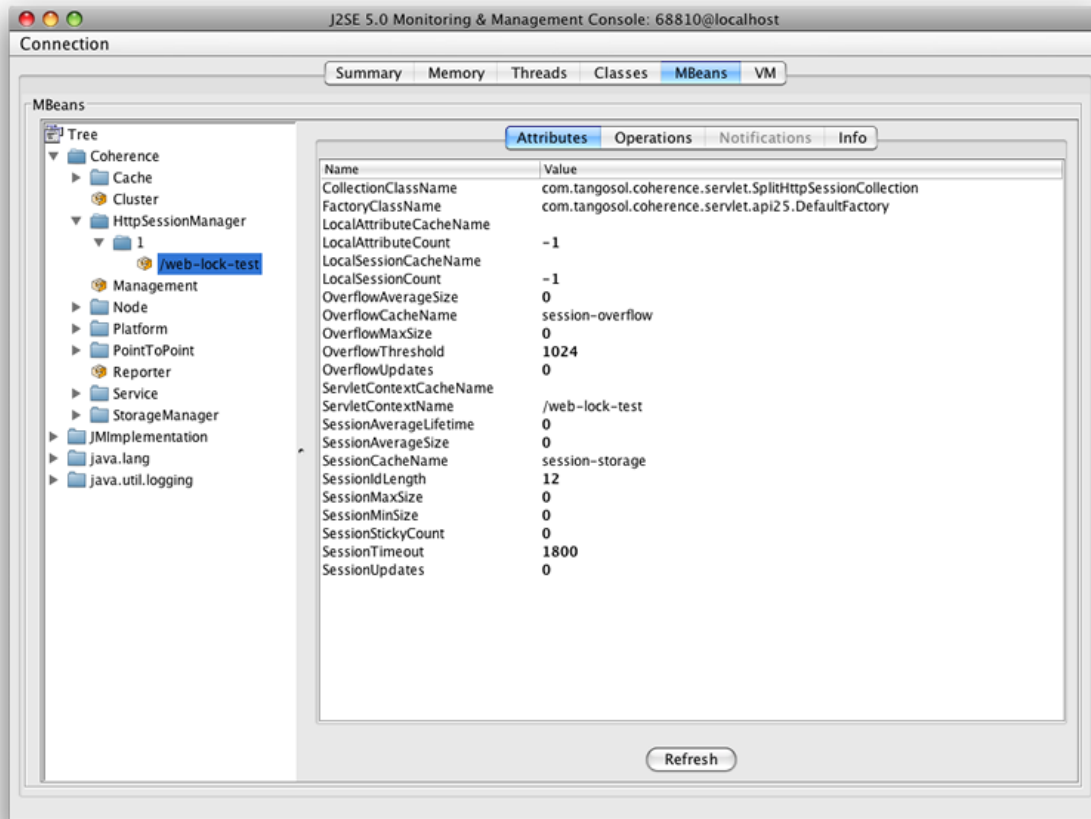 J2SE 5.0 Monitoring & Management Console: 68810@localhost
Connection
Summary Memory Threads Classes MBeans VM
MBeans
Tree
Coherence
Cache
Cluster
HttpSessionManager
1
/web-lock-test
Management
Node
Platform
PointToPoint
Reporter
Service
StorageManager
JMImplementation
java.lang
java.util.logging
Attributes Operations Notifications Info
Name Value
CollectionClassName com.tangosol.coherence.servlet.SplitHttpSessionCollection
FactoryClassName com.tangosol.coherence.servlet.api25.DefaultFactory
LocalAttributeCacheName
LocalAttributeCount -1
LocalSessionCacheName
LocalSessionCount -1
OverflowAverageSize 0
OverflowCacheName session-overflow
OverflowMaxSize 0
OverflowThreshold 1024
OverflowUpdates 0
ServletContextCacheName
ServletContextName /web-lock-test
SessionAverageLifetime 0
SessionAverageSize 0
SessionCacheName session-storage
SessionIdLength 12
SessionMaxSize 0
SessionMinSize 0
SessionStickyCount 0
SessionTimeout 1800
SessionUpdates 0
Refresh